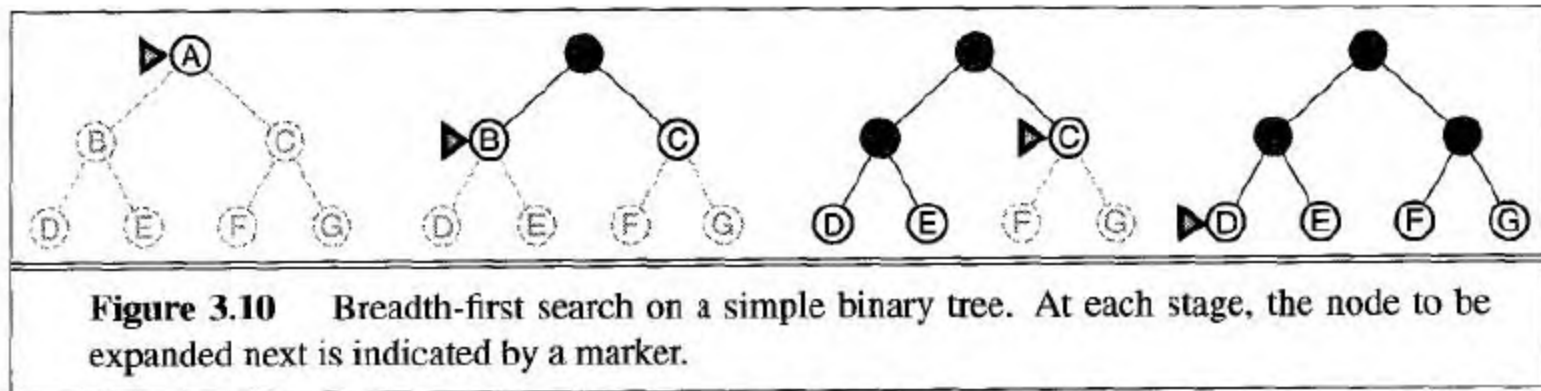 A
B C
D E F G
B C
D E F G
C
D E F G
D E F G
Figure 3.10 Breadth-first search on a simple binary tree. At each stage, the node to be
expanded next is indicated by a marker.